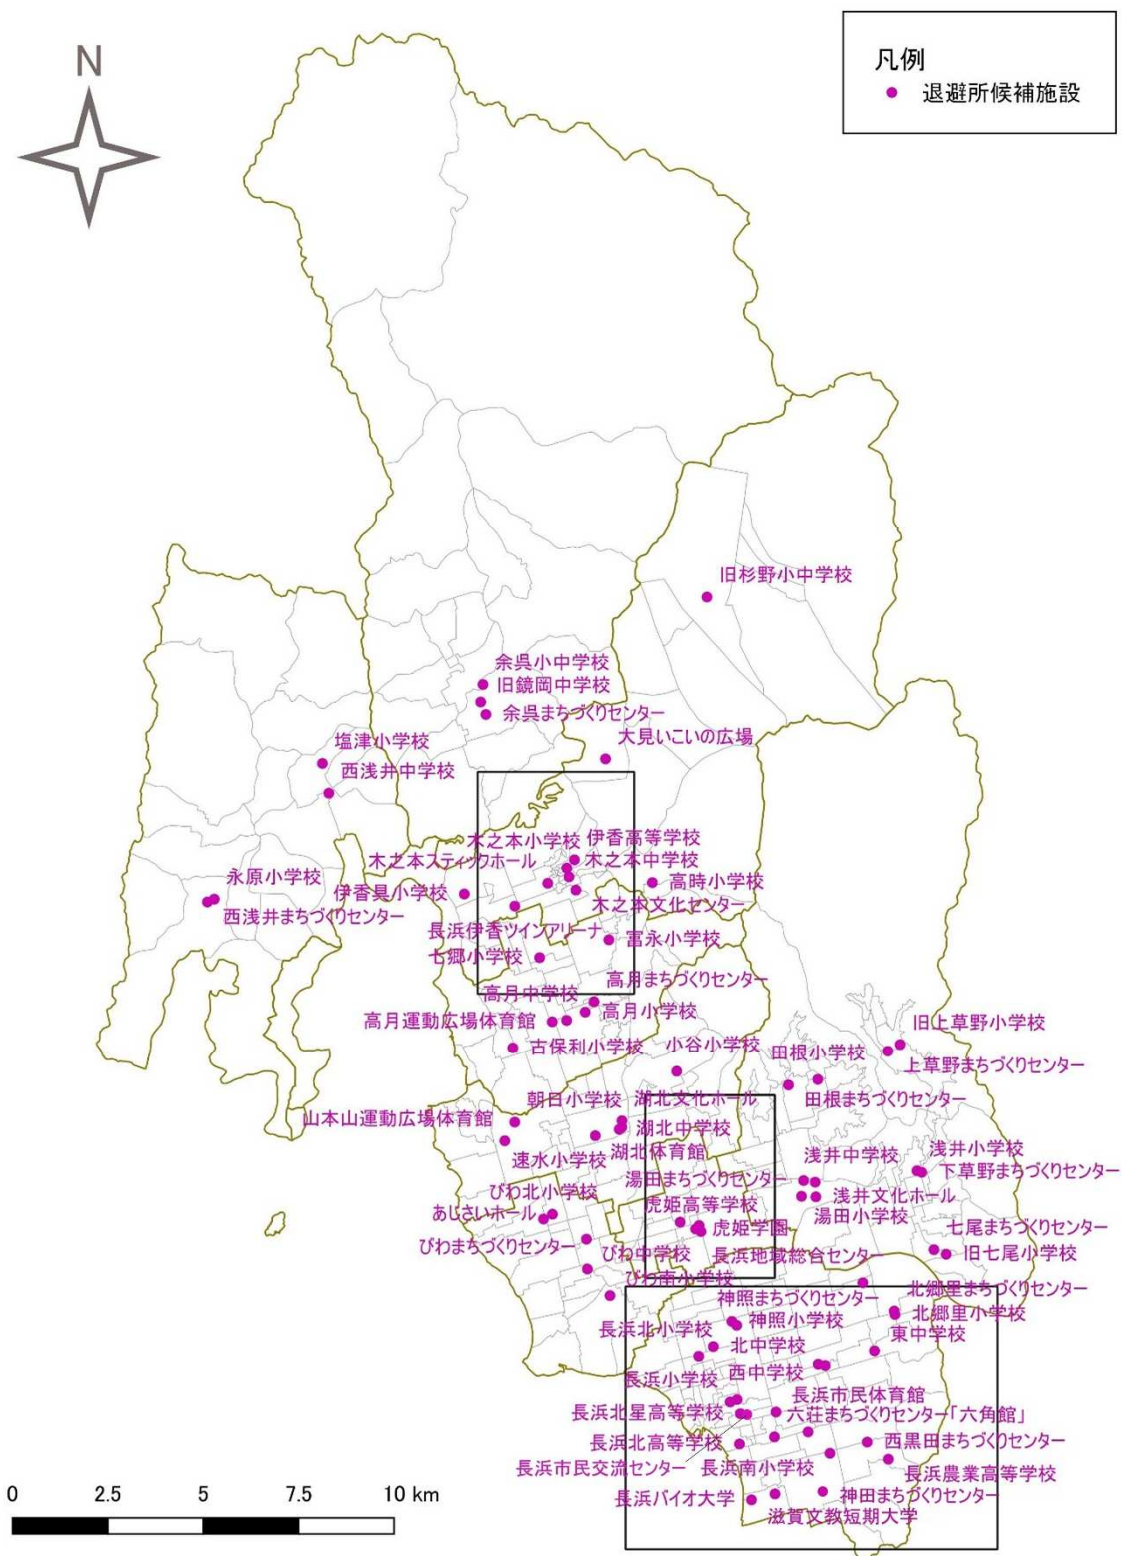 N
凡例
退避所候補施設
旧杉野小中学校
余呉小中学校
旧鏡岡中学校
余呉まちづくりセンター
大見いこいの広場
塩津小学校
西浅井中学校
木之本小学校
伊香高等学校
木之本スティックホール
木之本中学校
永原小学校
伊香具小学校
高時小学校
西浅井まちづくりセンター
木之本文化センター
長浜伊香ツインアリーナ
富永小学校
七郷小学校
高月まちづくりセンター
高月中学校
高月運動広場体育館
高月小学校
旧上草野小学校
古保利小学校
小谷小学校
田根小学校
上草野まちづくりセンター
朝日小学校
湖北文化ホール
田根まちづくりセンター
山本山運動広場体育館
湖北中学校
速水小学校
湖北体育館
浅井中学校
浅井小学校
下草野まちづくりセンター
湯田まちづくりセンター
びわ北小学校
浅井文化ホール
あじさいホール
虎姫高等学校
湯田小学校
虎姫学園
七尾まちづくりセンター
びわまちづくりセンター
びわ中学校
長浜地域総合センター
旧七尾小学校
びわ南小学校
神照まちづくりセンター
北郷里まちづくりセンター
長浜北小学校
神照小学校
北郷里小学校
北中学校
東中学校
長浜小学校
西中学校
長浜市民体育館
長浜北星高等学校
六荘まちづくりセンター「六角館」
長浜北高等学校
西黒田まちづくりセンター
長浜市民交流センター
長浜南小学校
長浜農業高等学校
長浜バイオ大学
神田まちづくりセンター
滋賀文教短期大学
0 2.5 5 7.5 10 km